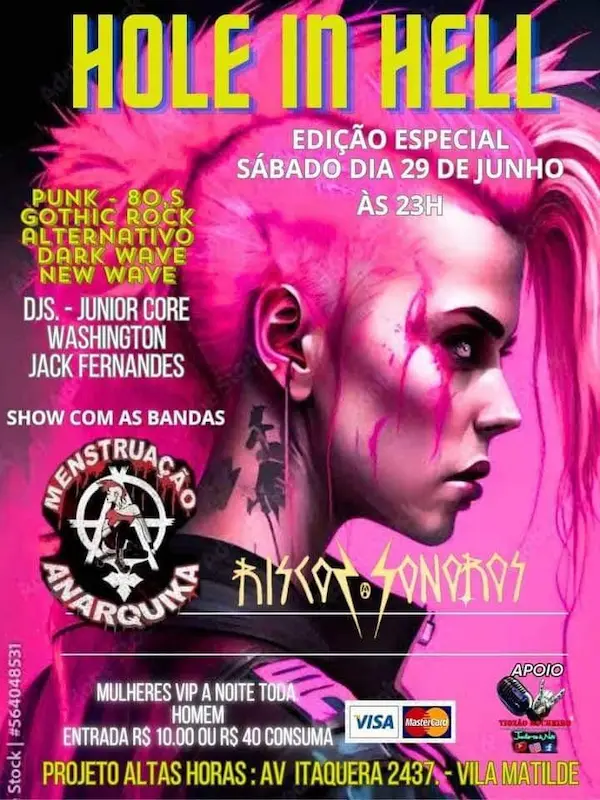 HOLE IN HELL
EDIÇÃO ESPECIAL
SÁBADO DIA 29 DE JUNHO
ÀS 23H
PUNK - 80,S
GOTHIC ROCK
ALTERNATIVO
DARK WAVE
NEW WAVE
DJS. - JUNIOR CORE
WASHINGTON
JACK FERNANDES
SHOW COM AS BANDAS
MENSTRUAÇÃO
ANARQUIKA
RISCOS SONOROS
MULHERES VIP A NOITE TODA
HOMEM
ENTRADA R$ 10.00 OU R$ 40 CONSUMA
VISA
MasterCard
APOIO
TIOZÃO ROCKEIRO
PROJETO ALTAS HORAS : AV ITAQUERA 2437. - VILA MATILDE
Stock | #564048531